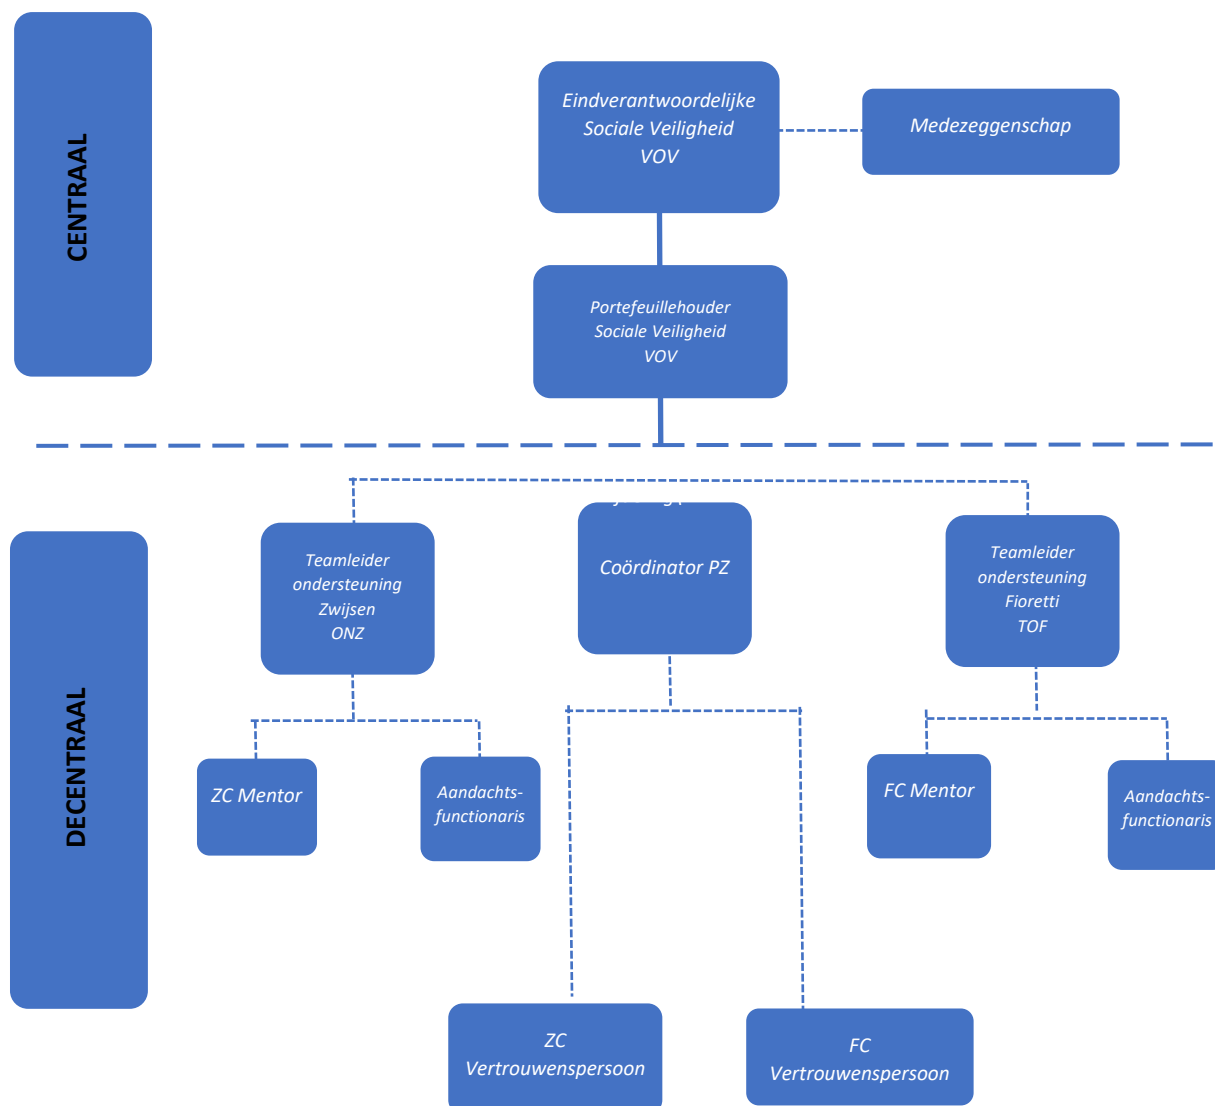 CENTRAAL
Eindverantwoordelijke
Sociale Veiligheid
VOV
Medezeggenschap
Portefeuillehouder
Sociale Veiligheid
VOV
DECENTRAAL
Teamleider
ondersteuning
Zwijsen
ONZ
Coördinator PZ
Teamleider
ondersteuning
Fioretti
TOF
ZC Mentor
Aandachts-
functionaris
FC Mentor
Aandachts-
functionaris
ZC
Vertrouwenspersoon
FC
Vertrouwenspersoon